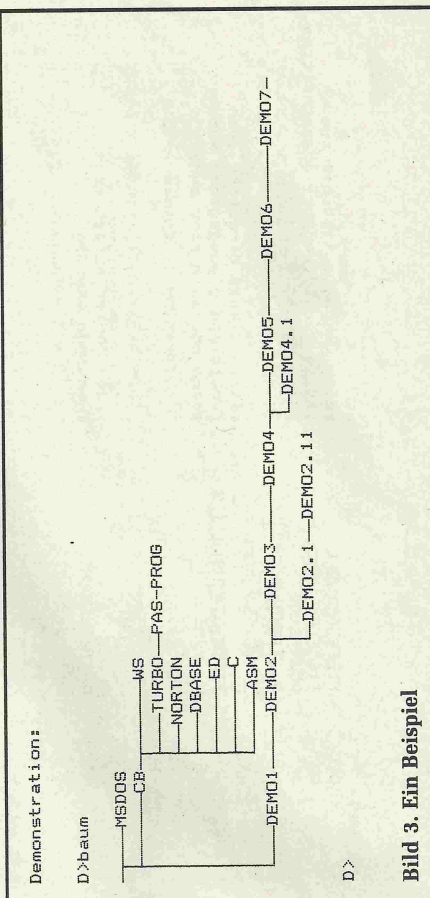 Demonstration:
D>baum
MSDOS
CB WS
TURBO PAS-PROG
NORTON
DBASE
ED
C
ASM
DEMO1 DEMO2 DEMO3 DEMO4 DEMO5 DEMO6 DEMO7
DEMO4.1
DEMO2.1 DEMO2.11
D>
Bild 3. Ein Beispiel